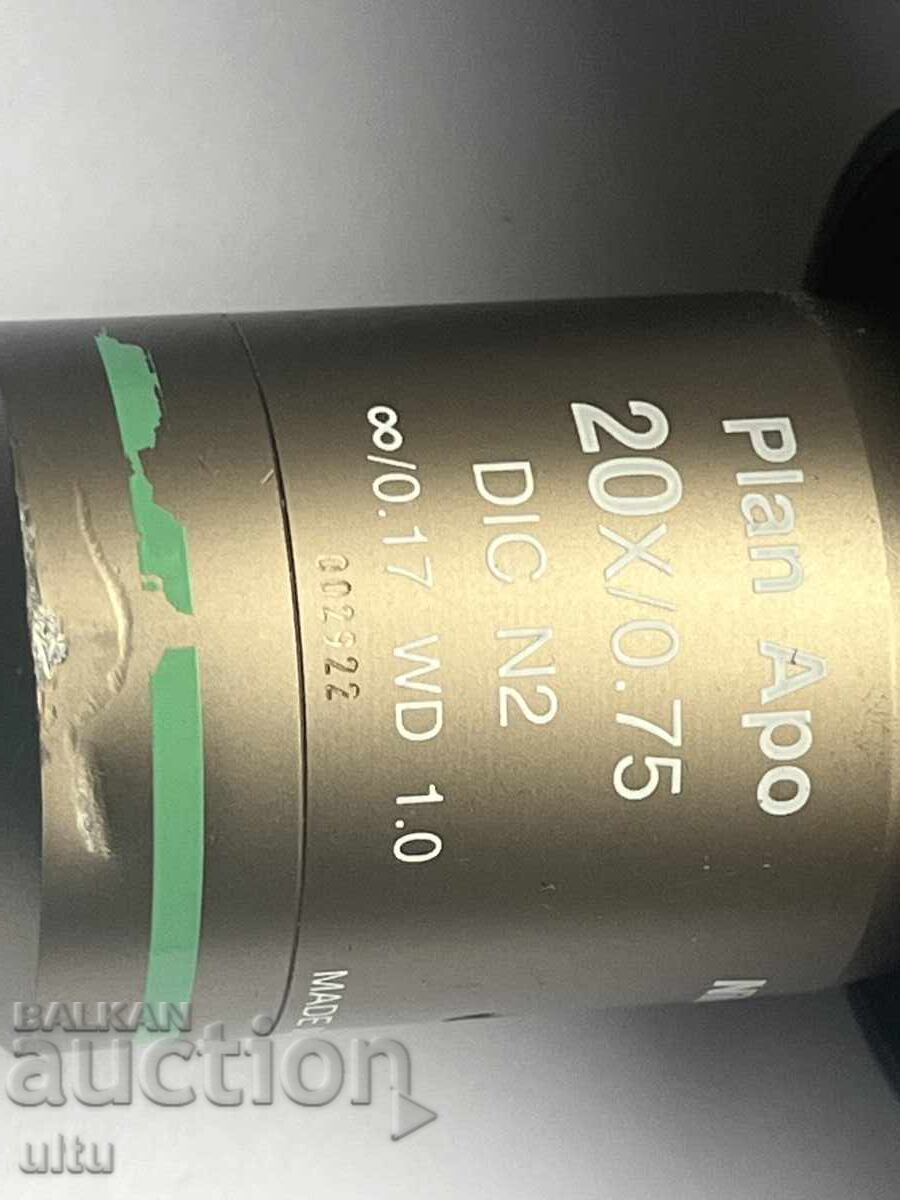 Plan Apo
20x/0.75
DIC N2
∞/0.17 WD 1.0
002922
MADE
BALKAN
auction
ultu